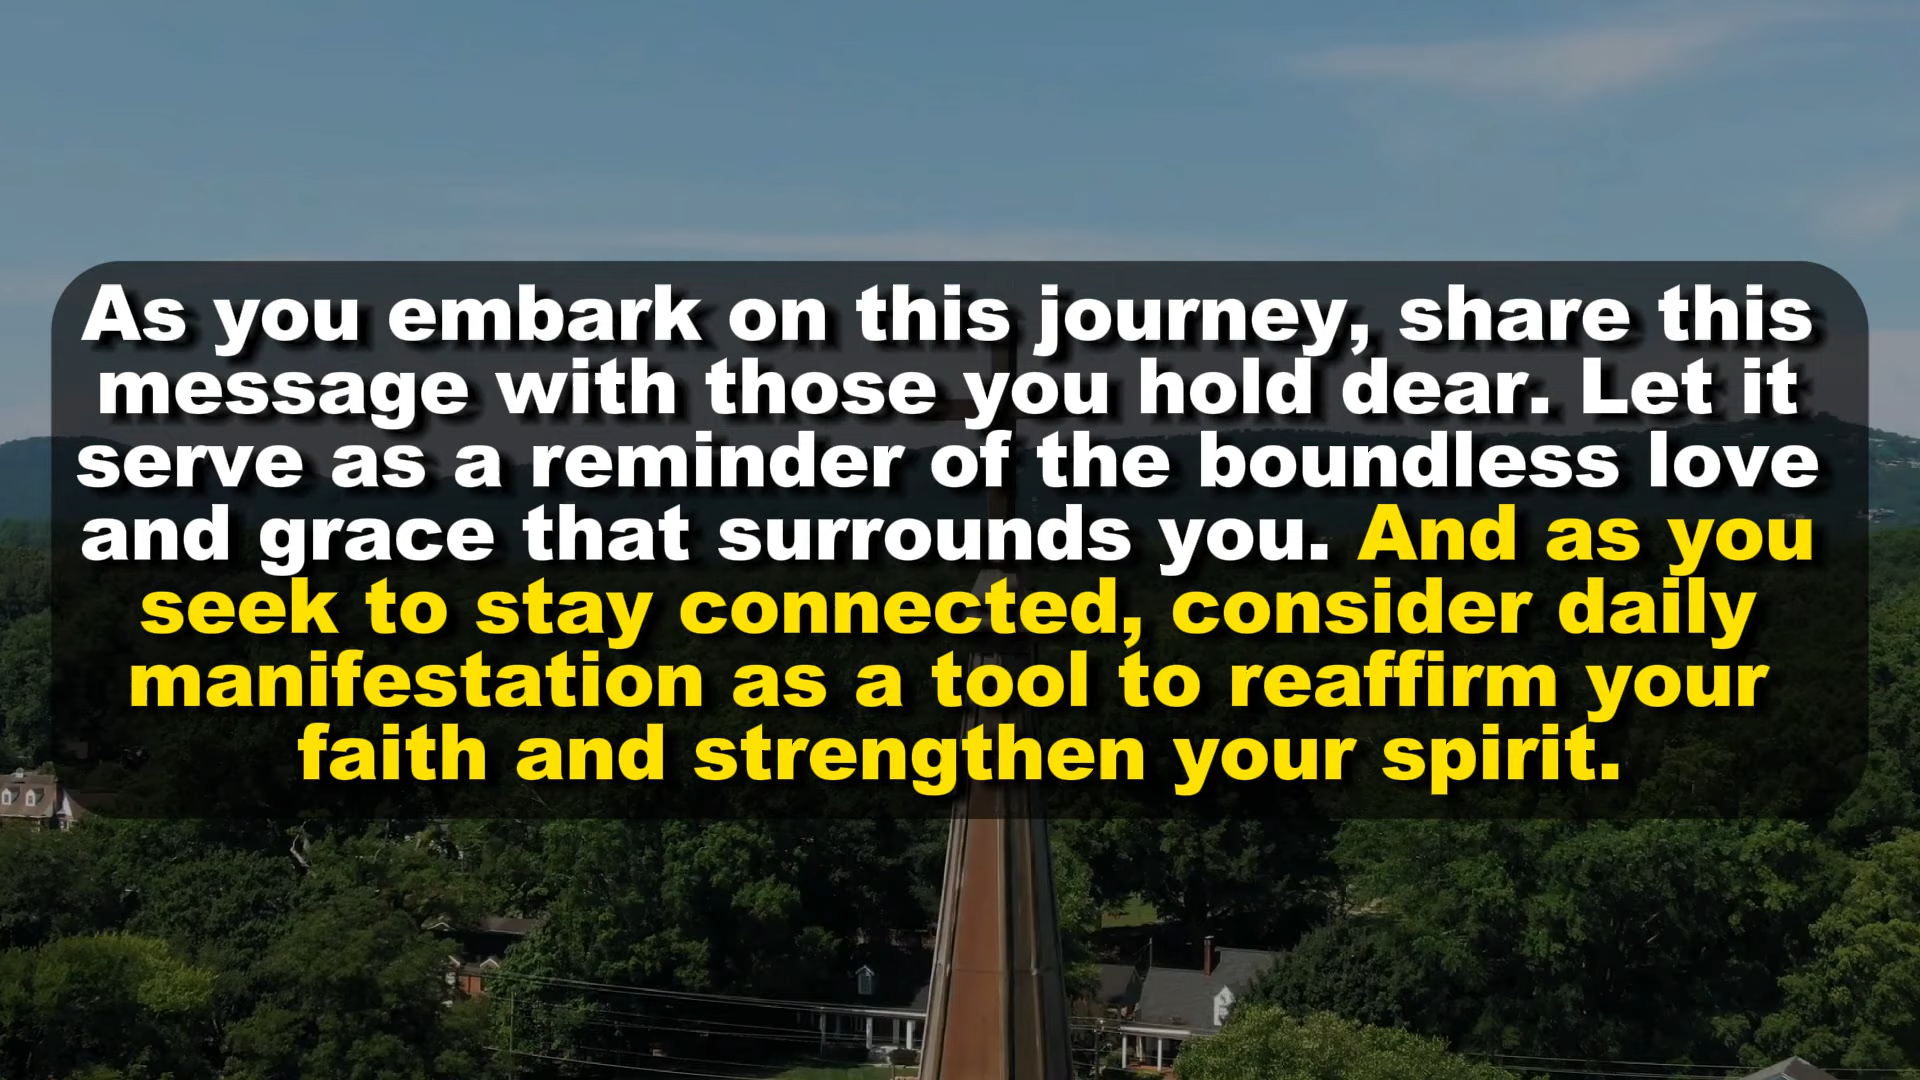 As you embark on this journey, share this
message with those you hold dear. Let it
serve as a reminder of the boundless love
and grace that surrounds you. And as you
seek to stay connected, consider daily
manifestation as a tool to reaffirm your
faith and strengthen your spirit.